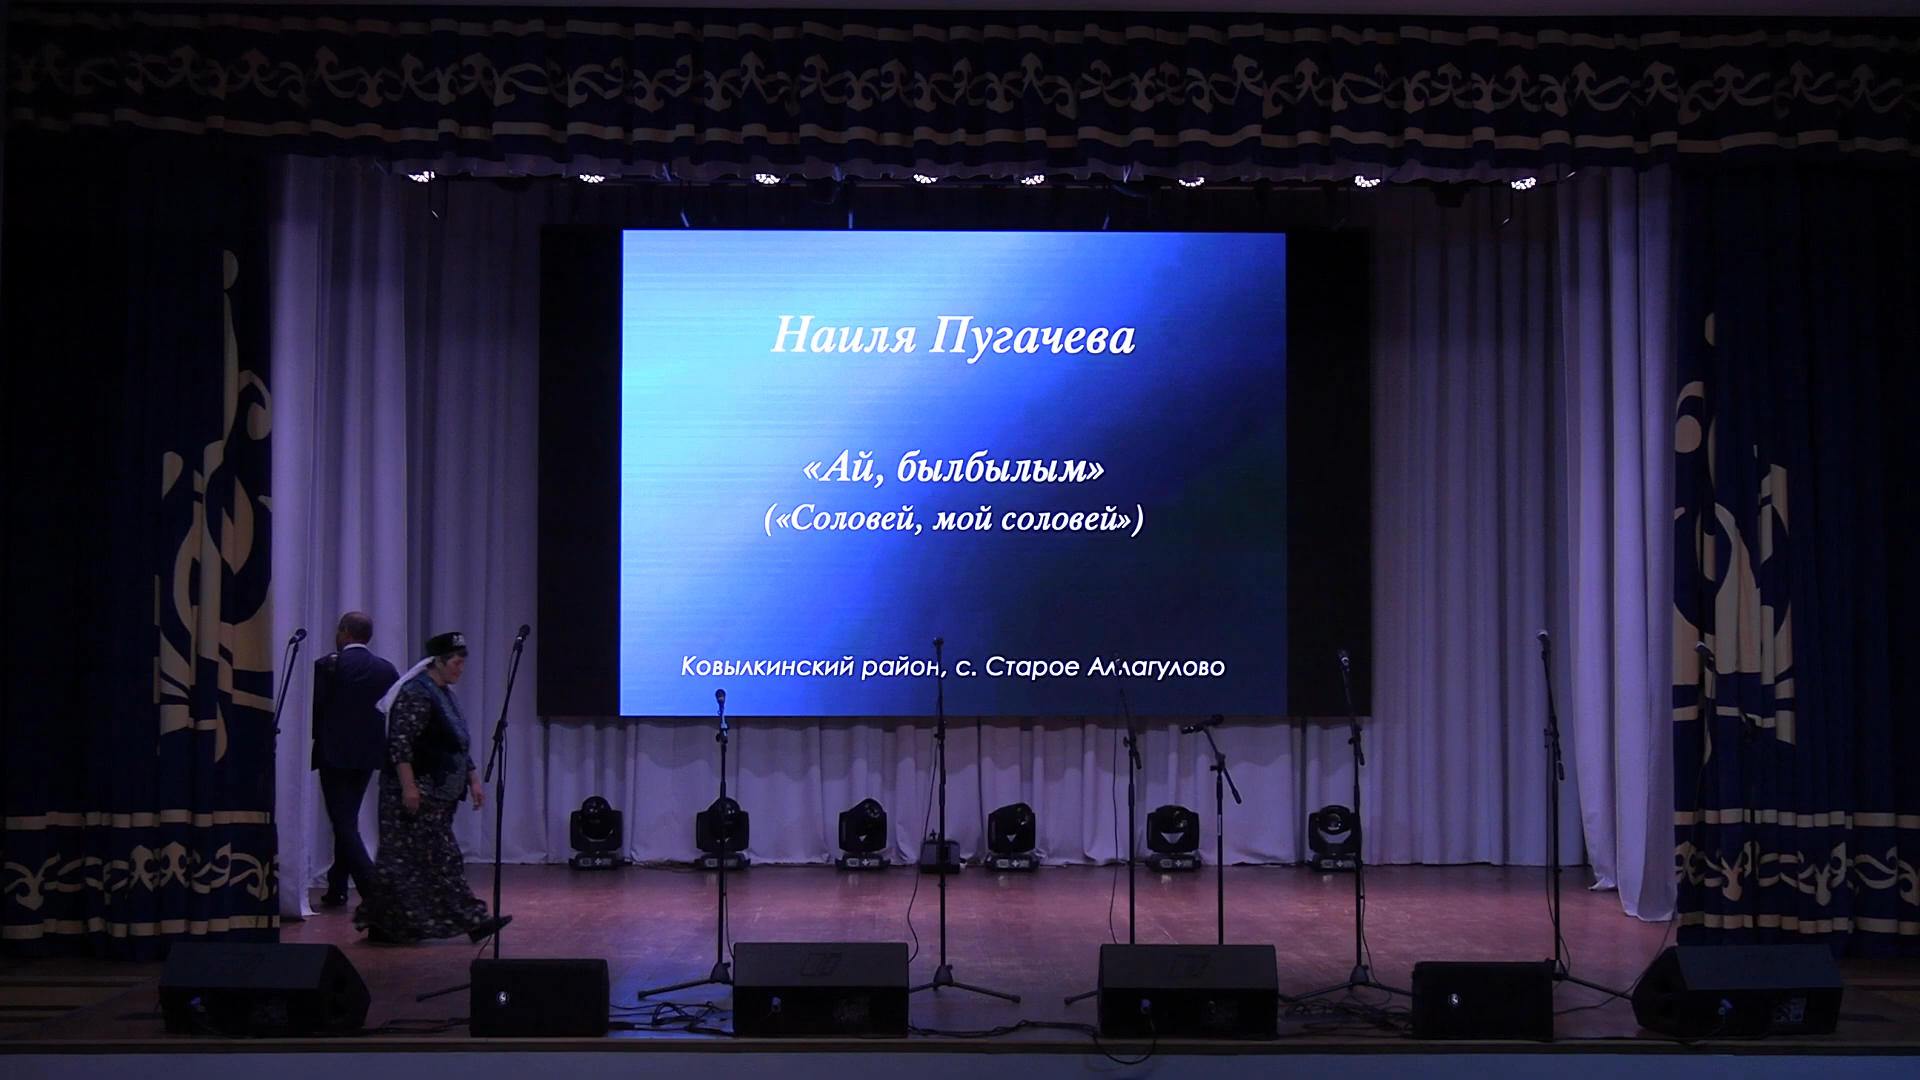 Наиля Пугачева
«Ай, былбылым»
(«Соловей, мой соловей»)
Ковылкинский район, с. Старое Аллагулово